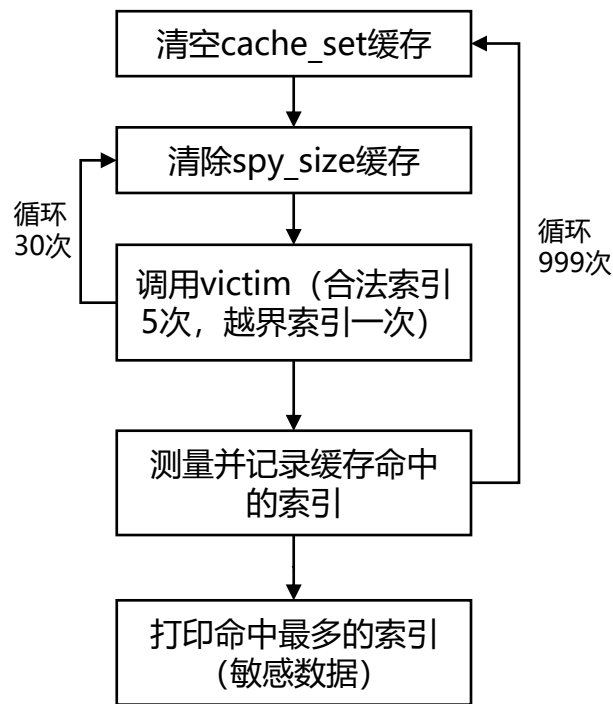 清空cache_set缓存
清除spy_size缓存
循环
30次
循环
999次
调用victim（合法索引
5次，越界索引一次）
测量并记录缓存命中
的索引
打印命中最多的索引
（敏感数据）